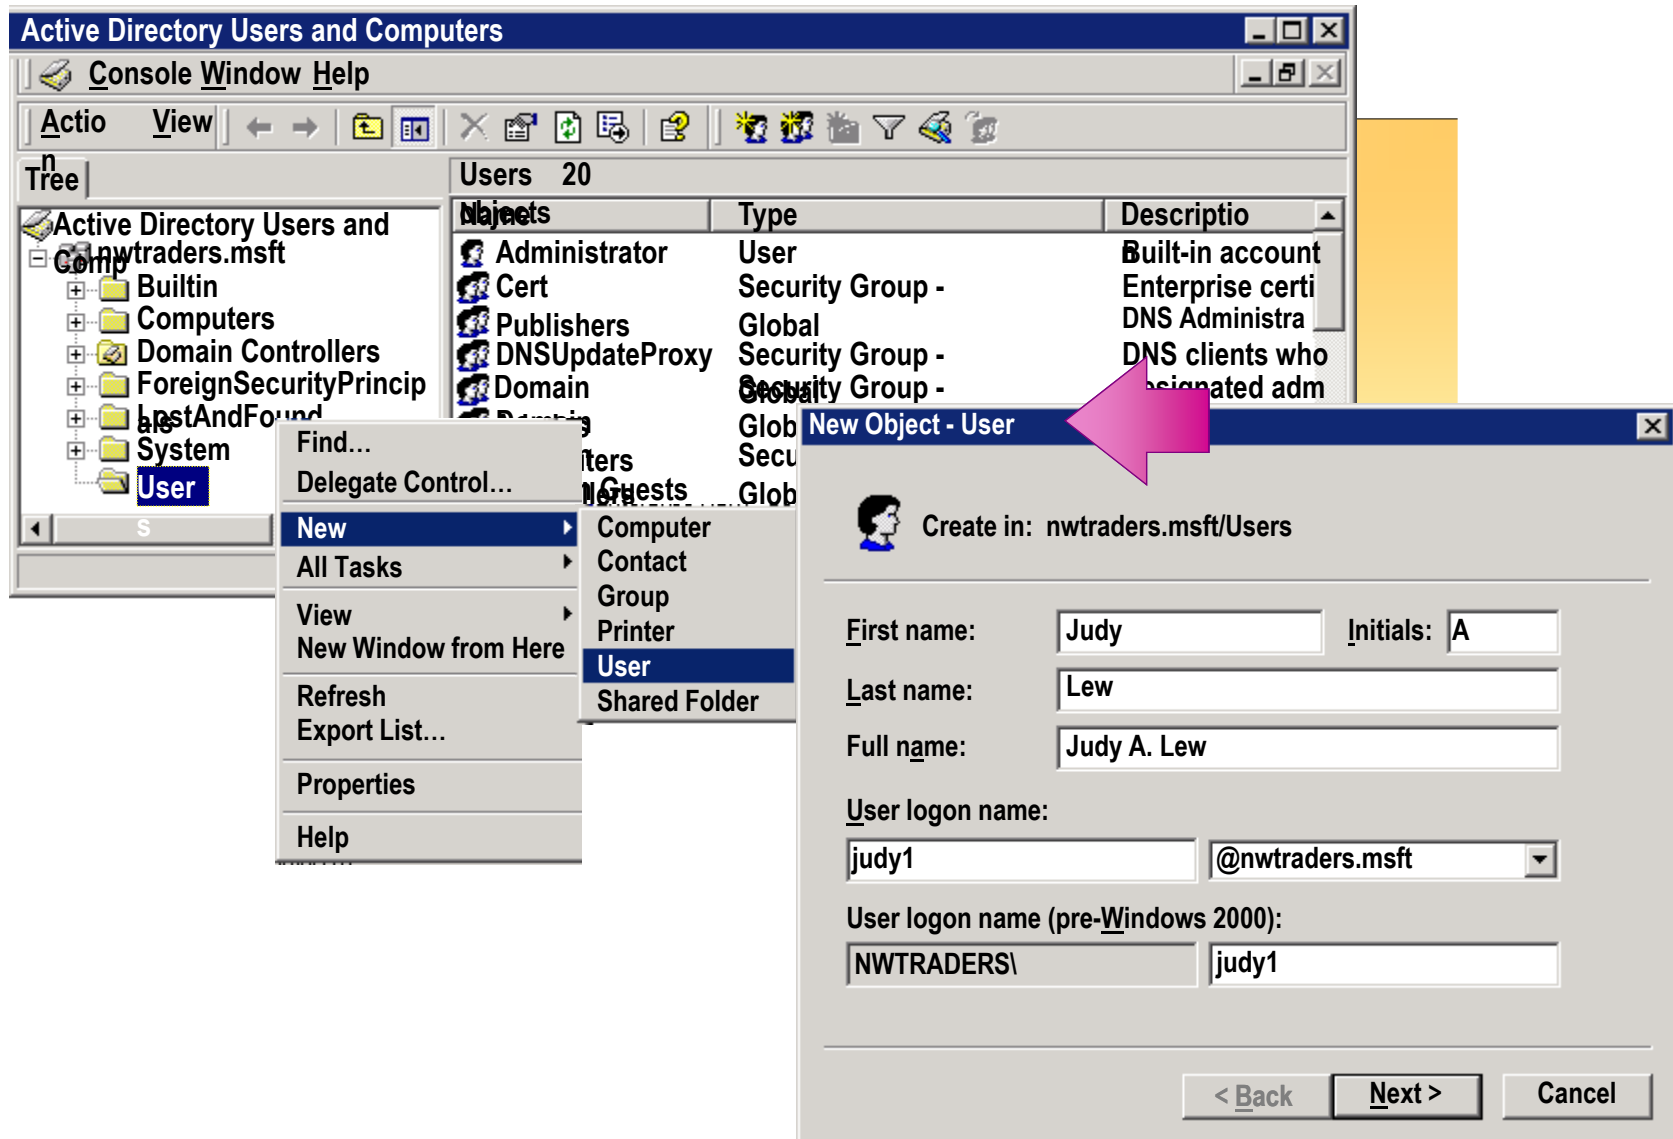 Active Directory Users and Computers
Console Window Help
Action View
Tree
Users 20 objects
Active Directory Users and Comp
nwtraders.msft
Builtin
Computers
Domain Controllers
ForeignSecurityPrincipals
LostAndFound
System
Users
Name Type Description
Administrator User Built-in account
Cert Security Group - Enterprise certi
Publishers Global DNS Administra
DNSUpdateProxy Security Group - DNS clients who
Domain Security Group - Designated adm
Global
Domain Glob
Secu
Guests Glob
Find...
Delegate Control...
New
All Tasks
View
New Window from Here
Refresh
Export List...
Properties
Help
Computer
Contact
Group
Printer
User
Shared Folder
New Object - User
Create in: nwtraders.msft/Users
First name: Judy Initials: A
Last name: Lew
Full name: Judy A. Lew
User logon name:
judy1 @nwtraders.msft
User logon name (pre-Windows 2000):
NWTRADERS\ judy1
< Back Next > Cancel